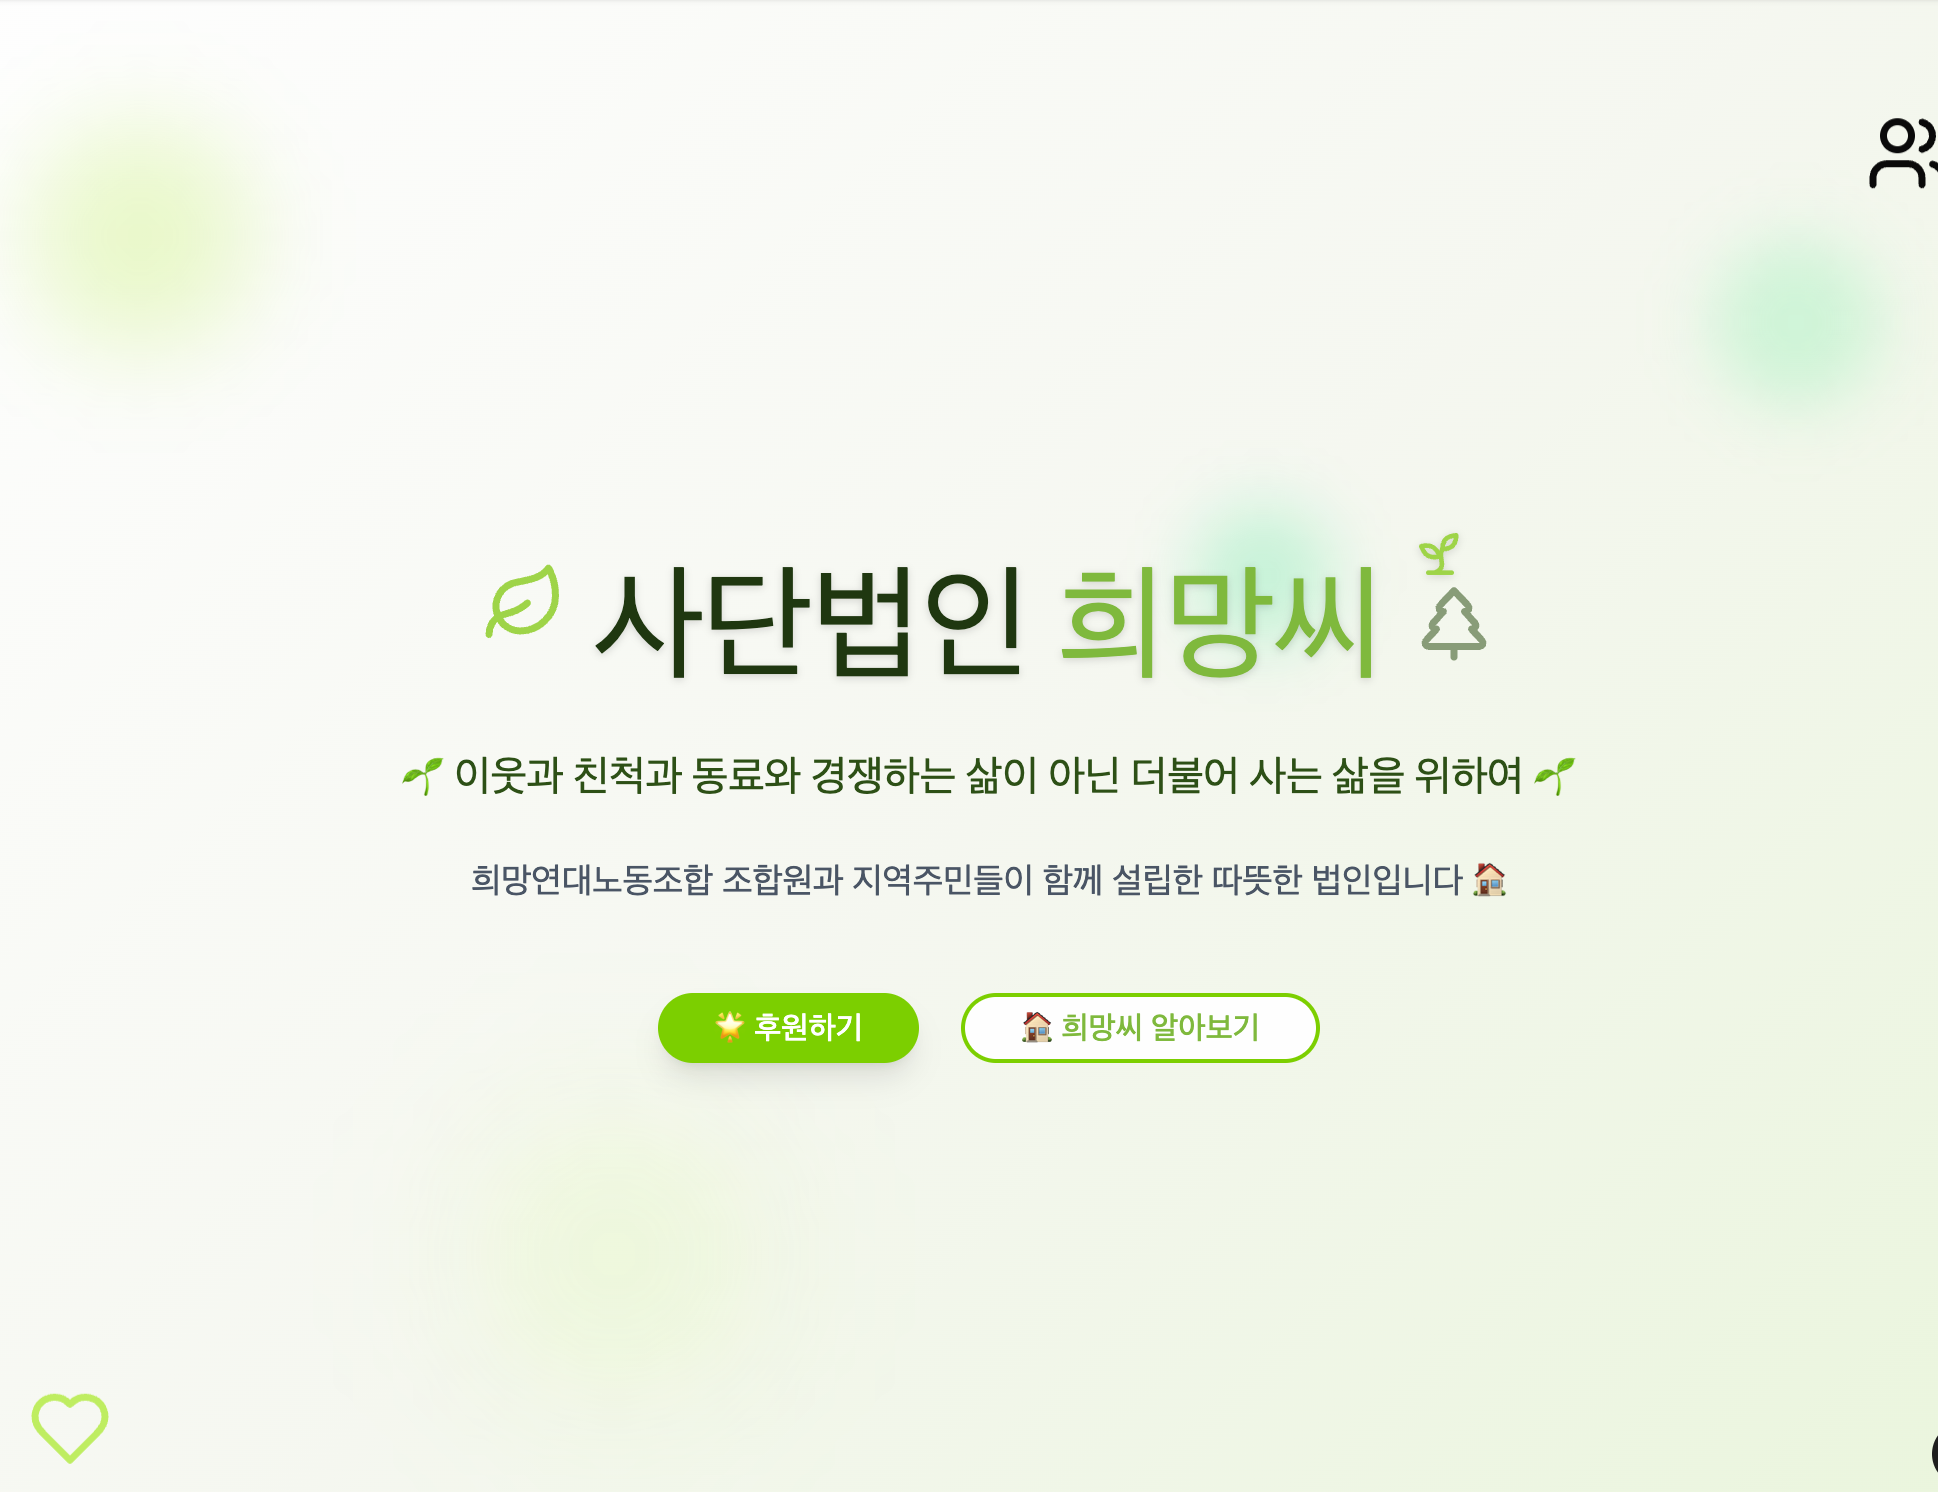 사단법인 희망씨
🌱 이웃과 친척과 동료와 경쟁하는 삶이 아닌 더불어 사는 삶을 위하여 🌱
희망연대노동조합 조합원과 지역주민들이 함께 설립한 따뜻한 법인입니다 🏠
🌟 후원하기
🏠 희망씨 알아보기